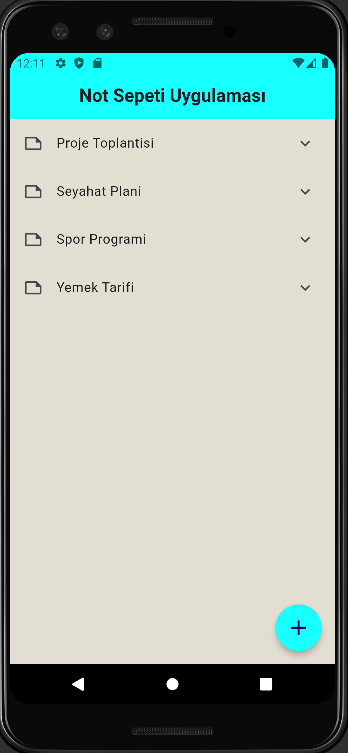 12:11
Not Sepeti Uygulaması
Proje Toplantisi
Seyahat Plani
Spor Programi
Yemek Tarifi